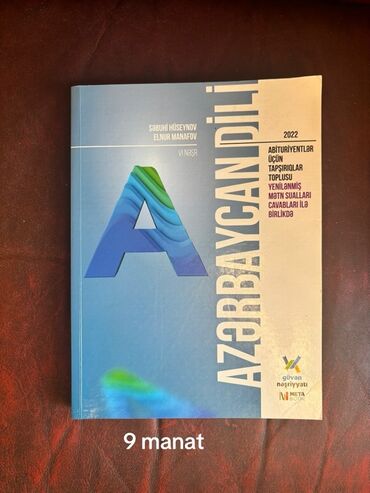 SƏBUHİ HÜSEYNOV
ELNUR MANAFOV
VI NƏŞR
A
AZƏRBAYCAN DİLİ
2022
ABİTURİYENTLƏR
ÜÇÜN
TAPŞIRIQLAR
TOPLUSU
YENİLƏNMİŞ
MƏTN SUALLARI
CAVABLARI İLƏ
BİRLİKDƏ
güvən
nəşriyyatı
META
BOOK
9 manat